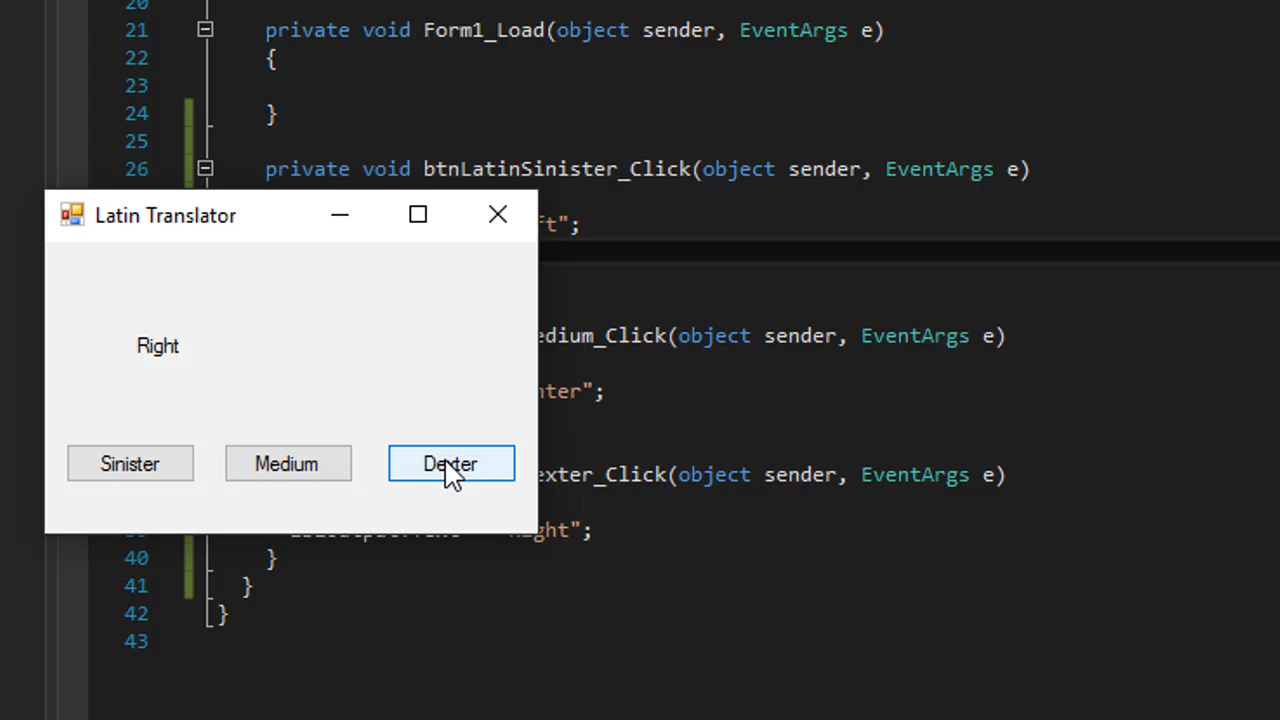 20
21 private void Form1_Load(object sender, EventArgs e)
22 {
23
24 }
25
26 private void btnLatinSinister_Click(object sender, EventArgs e)
Latin Translator
ft";
edium_Click(object sender, EventArgs e)
Right
nter";
Sinister Medium Dexter
exter_Click(object sender, EventArgs e)
ght";
40 }
41 }
42 }
43